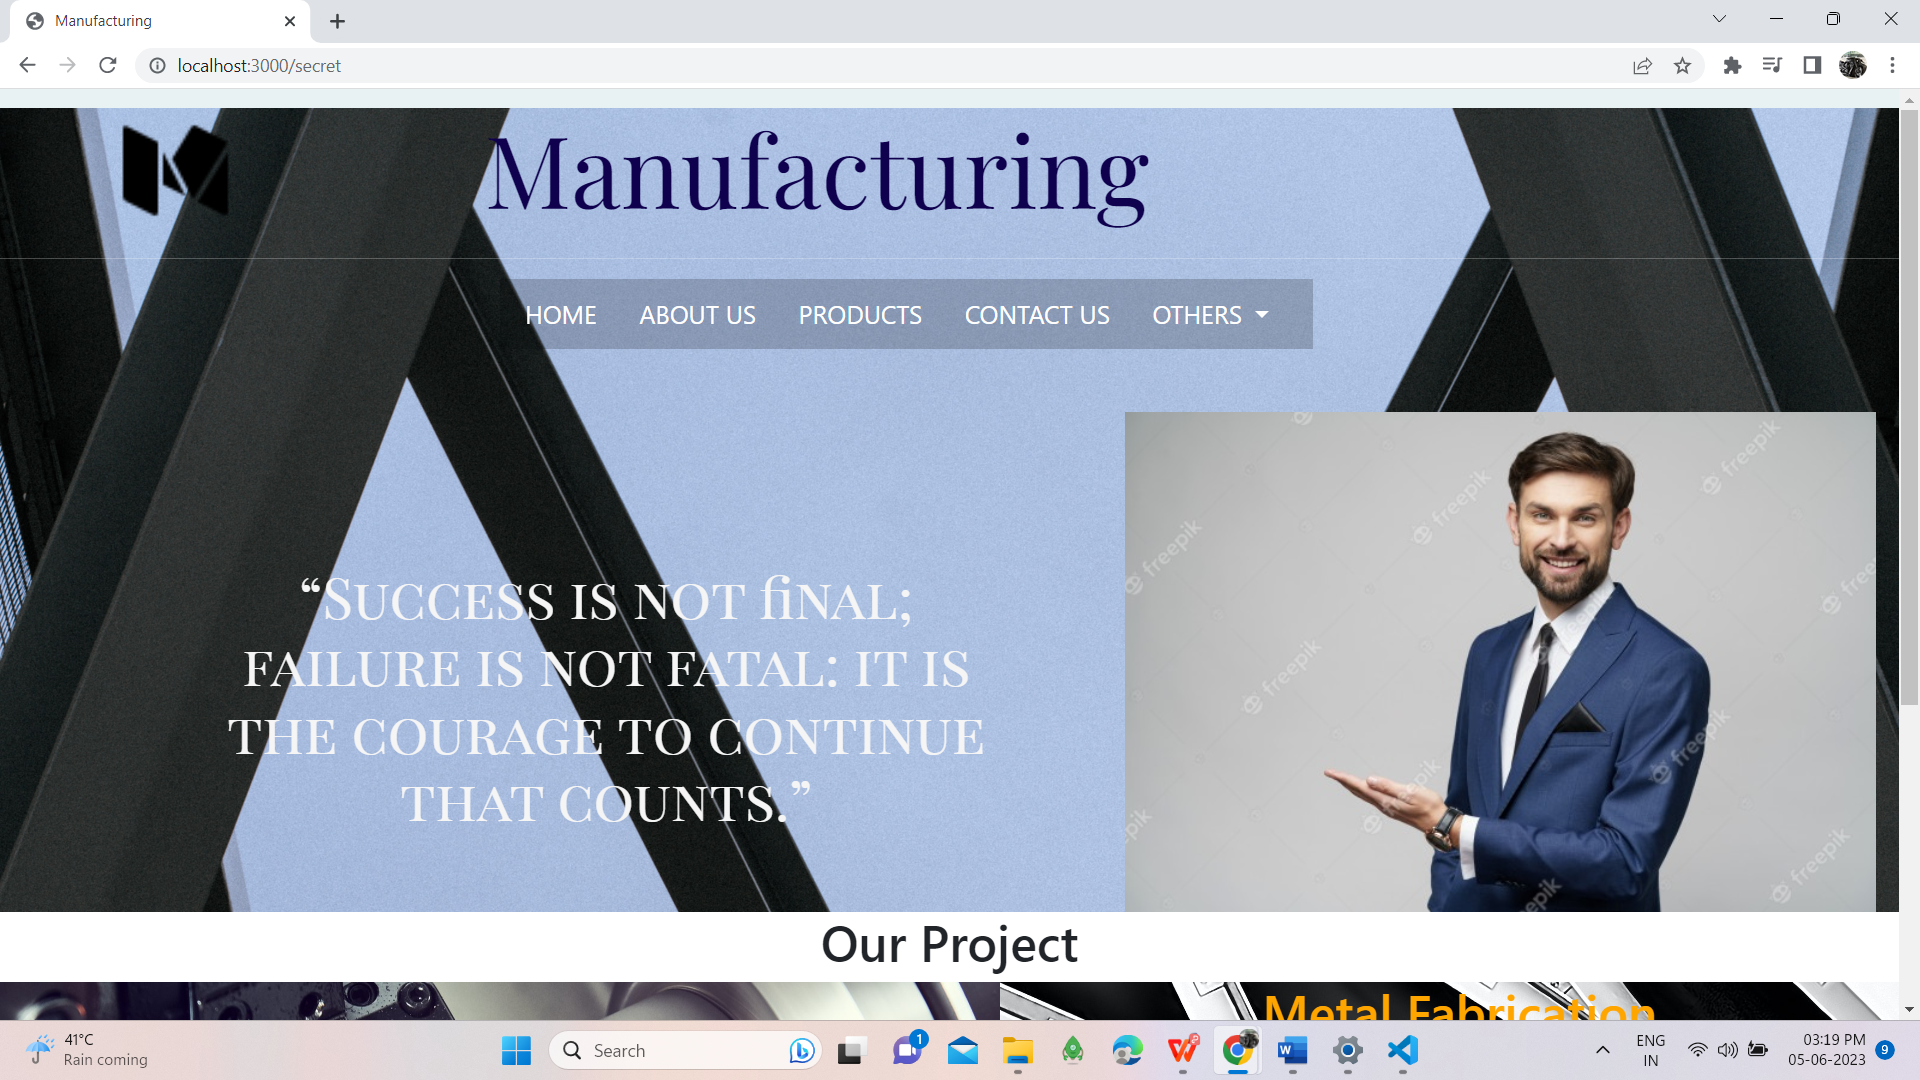 Manufacturing
localhost:3000/secret
Manufacturing
HOME ABOUT US PRODUCTS CONTACT US OTHERS
“Success is not final;
failure is not fatal: it is
the courage to continue
that counts.”
freepik
freepik
freepik
freepik
freepik
freepik
freepik
freepik
freepik
Our Project
Metal Fabrication
41°C
Rain coming
Search
1
W
ENG
IN
03:19 PM
05-06-2023
9